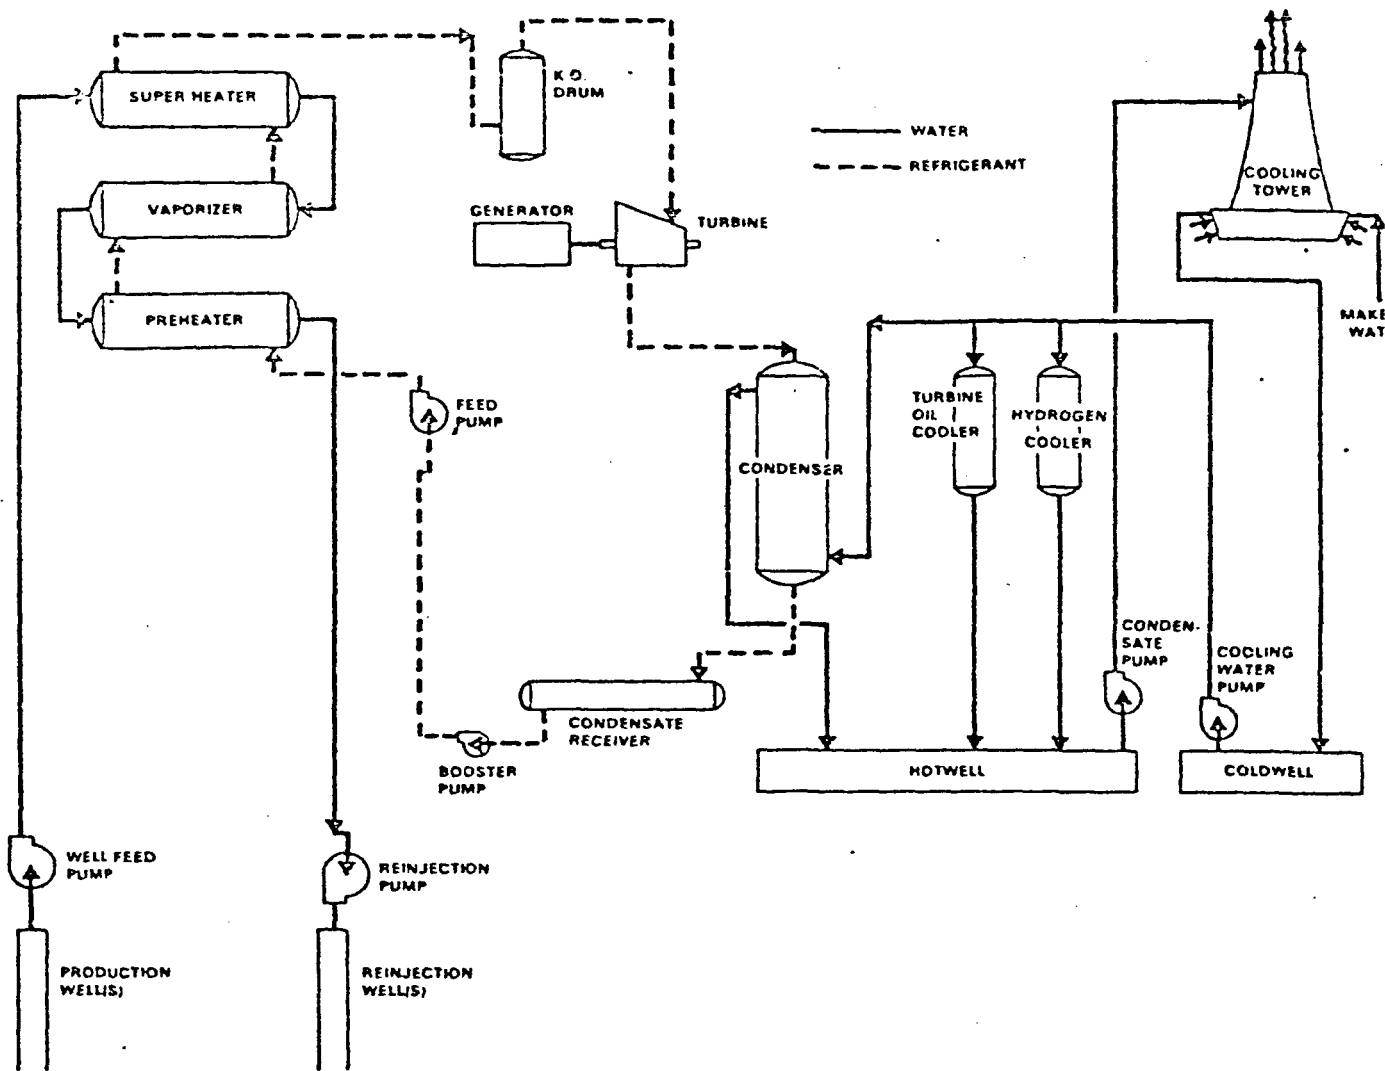 SUPER HEATER
K.O.
DRUM
WATER
REFRIGERANT
COOLING
TOWER
VAPORIZER
GENERATOR
TURBINE
PREHEATER
MAKE
WAT
FEED
PUMP
TURBINE
OIL
COOLER
HYDROGEN
COOLER
CONDENSER
CONDEN-
SATE
PUMP
COOLING
WATER
PUMP
CONDENSATE
RECEIVER
BOOSTER
PUMP
HOTWELL
COLDWELL
WELL FEED
PUMP
REINJECTION
PUMP
PRODUCTION
WELL(S)
REINJECTION
WELL(S)